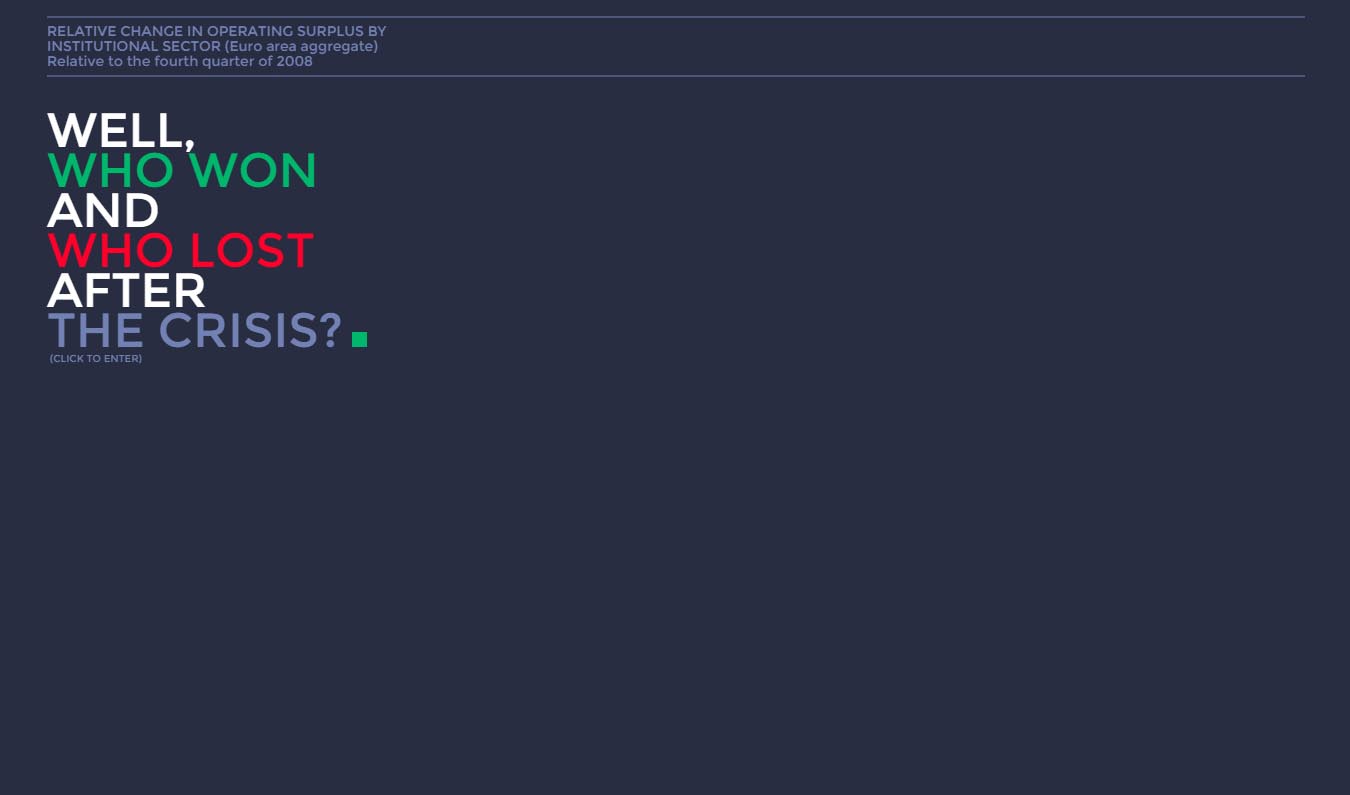 RELATIVE CHANGE IN OPERATING SURPLUS BY
INSTITUTIONAL SECTOR (Euro area aggregate)
Relative to the fourth quarter of 2008
WELL,
WHO WON
AND
WHO LOST
AFTER
THE CRISIS?
(CLICK TO ENTER)